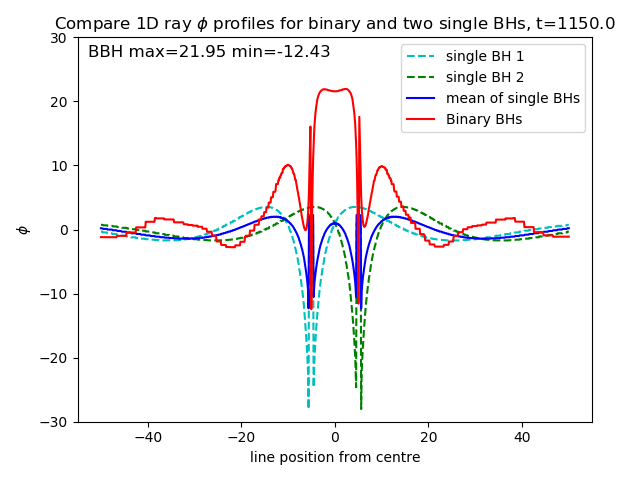 Compare 1D ray ϕ profiles for binary and two single BHs, t=1150.0
BBH max=21.95 min=-12.43
single BH 1
single BH 2
mean of single BHs
Binary BHs
30
20
10
0
−10
−20
−30
ϕ
−40
−20
0
20
40
line position from centre